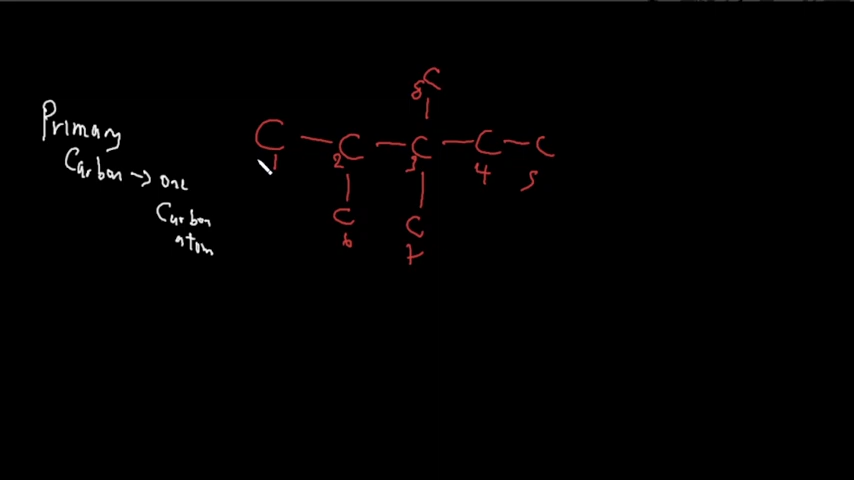 Primary
Carbon → one
Carbon
atom
8 C
C — C — C — C — C
1 2 3 4 5
C C
6 7